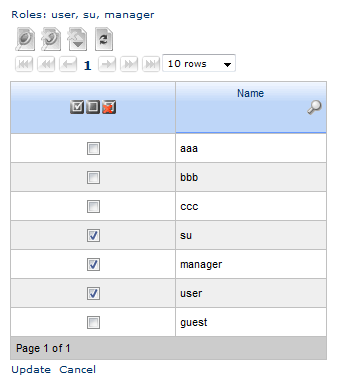 Roles: user, su, manager
1 10 rows
Name
aaa
bbb
ccc
su
manager
user
guest
Page 1 of 1
Update Cancel